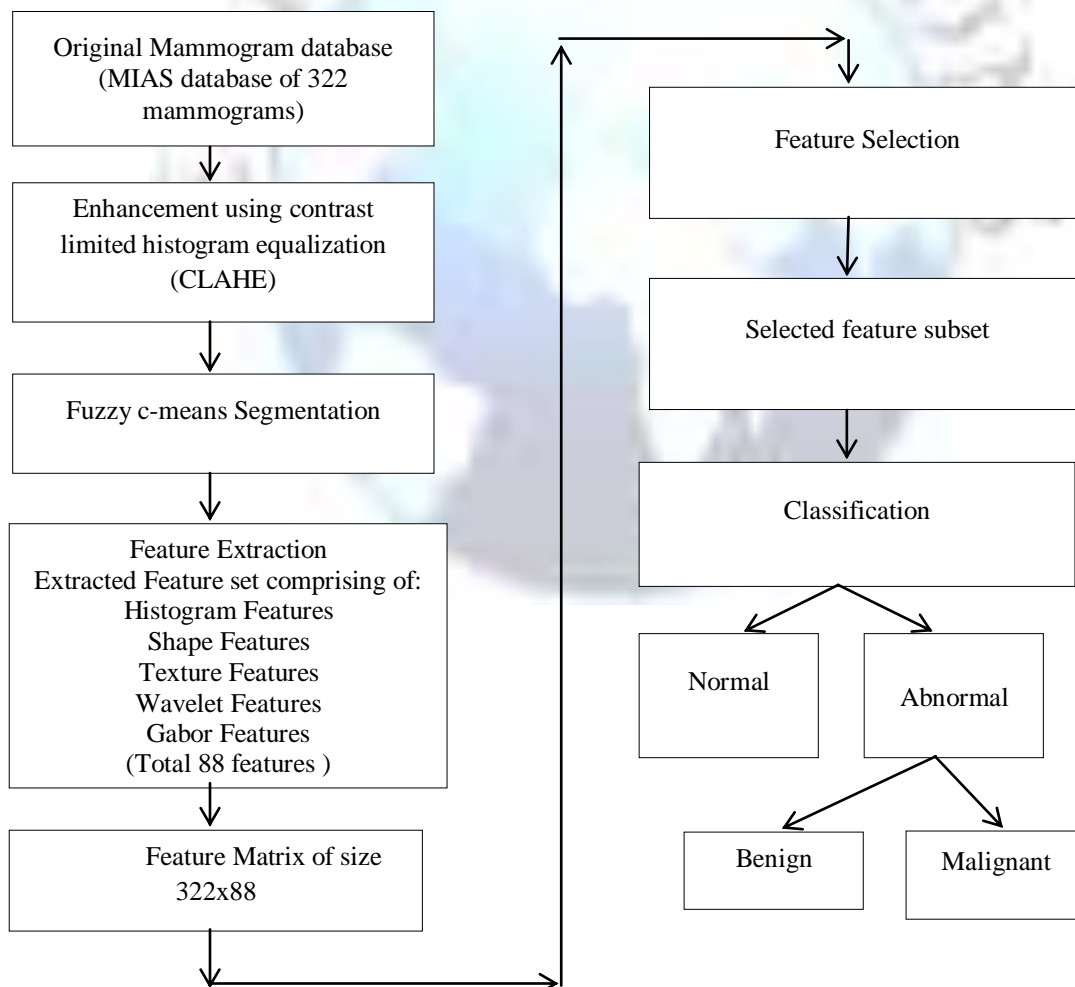 Original Mammogram database
(MIAS database of 322
mammograms)
Enhancement using contrast
limited histogram equalization
(CLAHE)
Fuzzy c-means Segmentation
Feature Extraction
Extracted Feature set comprising of:
Histogram Features
Shape Features
Texture Features
Wavelet Features
Gabor Features
(Total 88 features )
Feature Matrix of size
322x88
Feature Selection
Selected feature subset
Classification
Normal
Abnormal
Benign
Malignant